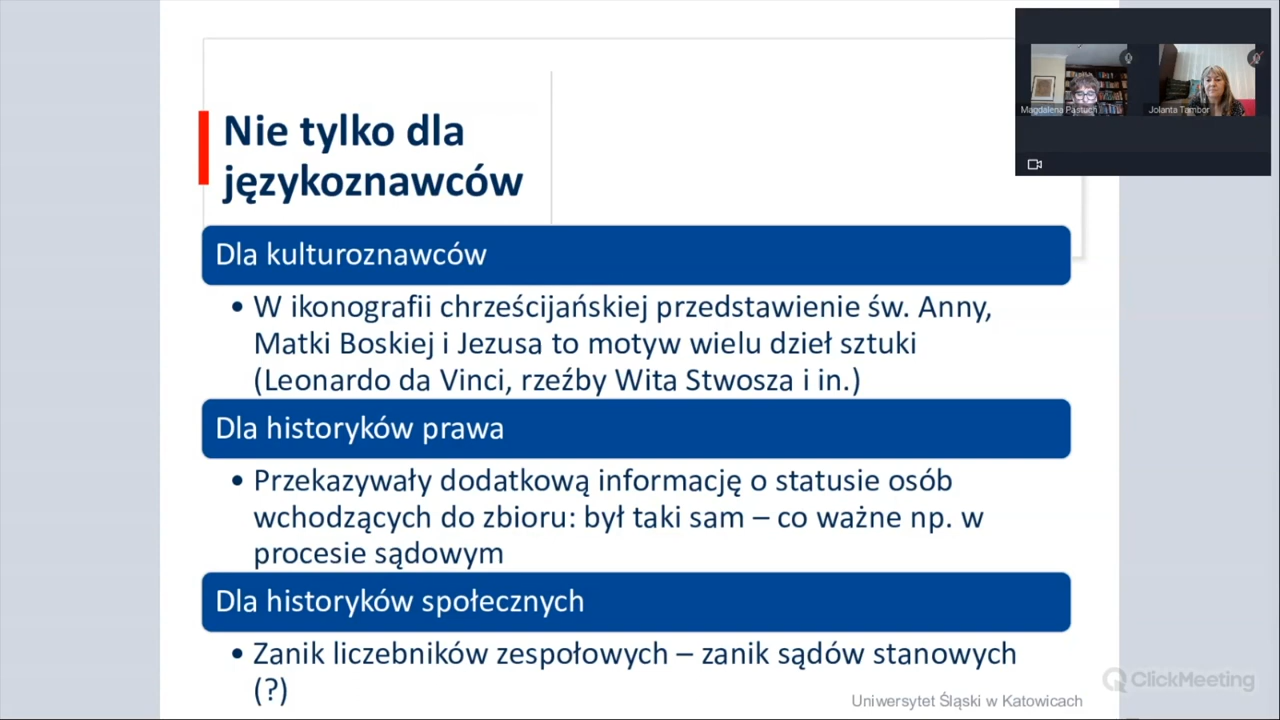 Nie tylko dla
językoznawców
Magdalena Pastuch
Jolanta Tambor
Dla kulturoznawców
• W ikonografii chrześcijańskiej przedstawienie św. Anny,
Matki Boskiej i Jezusa to motyw wielu dzieł sztuki
(Leonardo da Vinci, rzeźby Wita Stwosza i in.)
Dla historyków prawa
• Przekazywały dodatkową informację o statusie osób
wchodzących do zbioru: był taki sam – co ważne np. w
procesie sądowym
Dla historyków społecznych
• Zanik liczebników zespołowych – zanik sądów stanowych
(?)
Uniwersytet Śląski w Katowicach
ClickMeeting